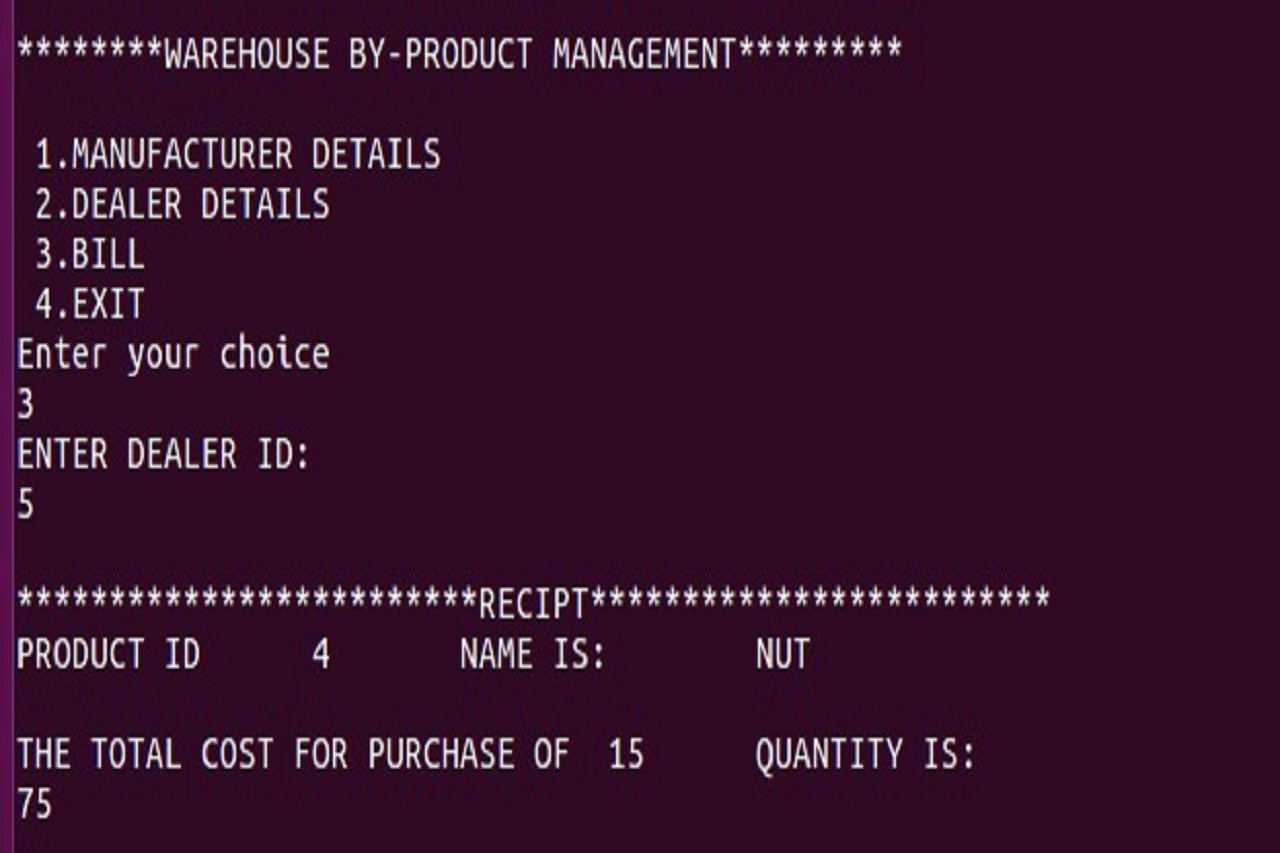 ********WAREHOUSE BY-PRODUCT MANAGEMENT*********
1.MANUFACTURER DETAILS
2.DEALER DETAILS
3.BILL
4.EXIT
Enter your choice
3
ENTER DEALER ID:
5
*************************RECIPT*************************
PRODUCT ID 4 NAME IS: NUT
THE TOTAL COST FOR PURCHASE OF 15 QUANTITY IS:
75